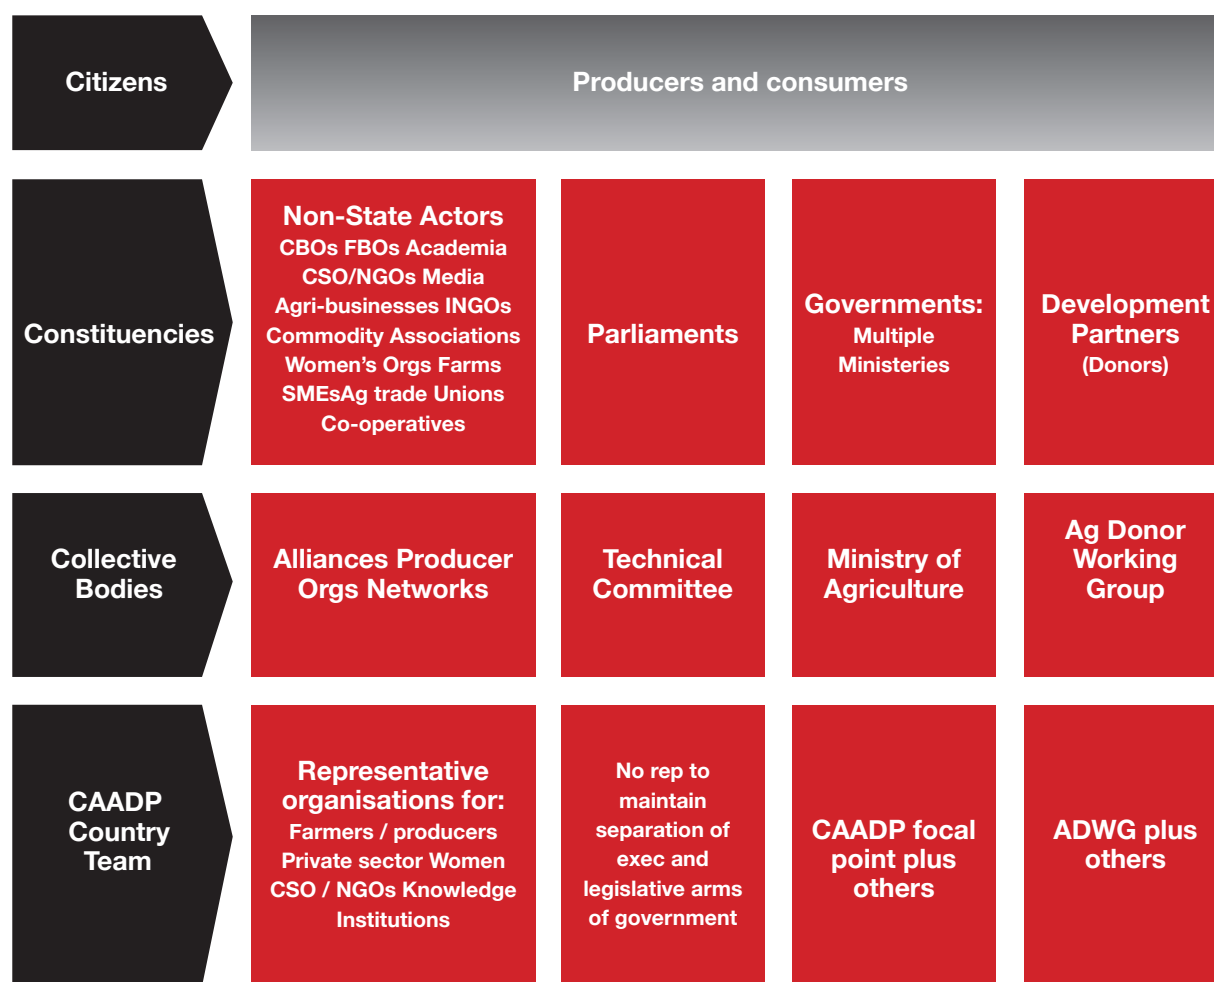 Citizens
Producers and consumers
Constituencies
Non-State Actors
CBOs FBOs Academia
CSO/NGOs Media
Agri-businesses INGOs
Commodity Associations
Women's Orgs Farms
SMEsAg trade Unions
Co-operatives
Parliaments
Governments:
Multiple
Ministeries
Development
Partners
(Donors)
Collective
Bodies
Alliances Producer
Orgs Networks
Technical
Committee
Ministry of
Agriculture
Ag Donor
Working
Group
CAADP
Country
Team
Representative
organisations for:
Farmers / producers
Private sector Women
CSO / NGOs Knowledge
Institutions
No rep to
maintain
separation of
exec and
legislative arms
of government
CAADP focal
point plus
others
ADWG plus
others